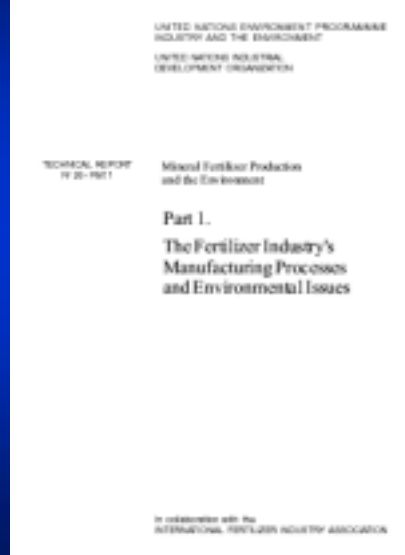 UNITED NATIONS ENVIRONMENT PROGRAMME
INDUSTRY AND THE ENVIRONMENT
UNITED NATIONS INDUSTRIAL
DEVELOPMENT ORGANIZATION
TECHNICAL REPORT
Part 1
Mineral Fertilizer Production
and the Environment
Part 1.
The Fertilizer Industry's
Manufacturing Processes
and Environmental Issues
In collaboration with the
INTERNATIONAL FERTILIZER INDUSTRY ASSOCIATION